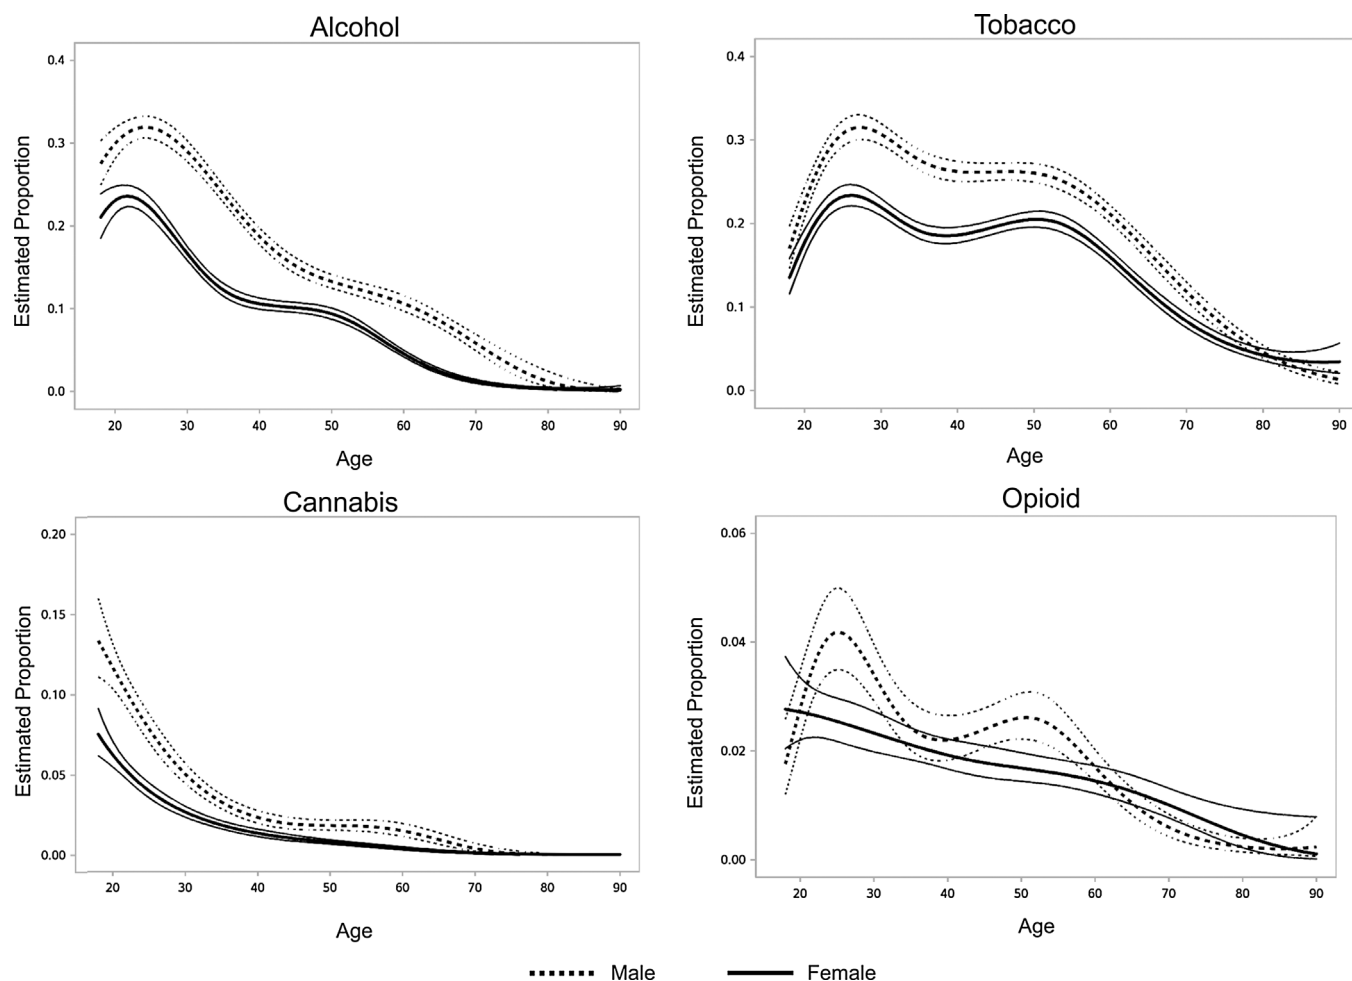 Alcohol
Estimated Proportion
0.4
0.3
0.2
0.1
0.0
20 30 40 50 60 70 80 90
Age
Tobacco
Estimated Proportion
0.4
0.3
0.2
0.1
0.0
20 30 40 50 60 70 80 90
Age
Cannabis
Estimated Proportion
0.20
0.15
0.10
0.05
0.00
20 30 40 50 60 70 80 90
Age
Opioid
Estimated Proportion
0.06
0.04
0.02
0.00
20 30 40 50 60 70 80 90
Age
Male Female